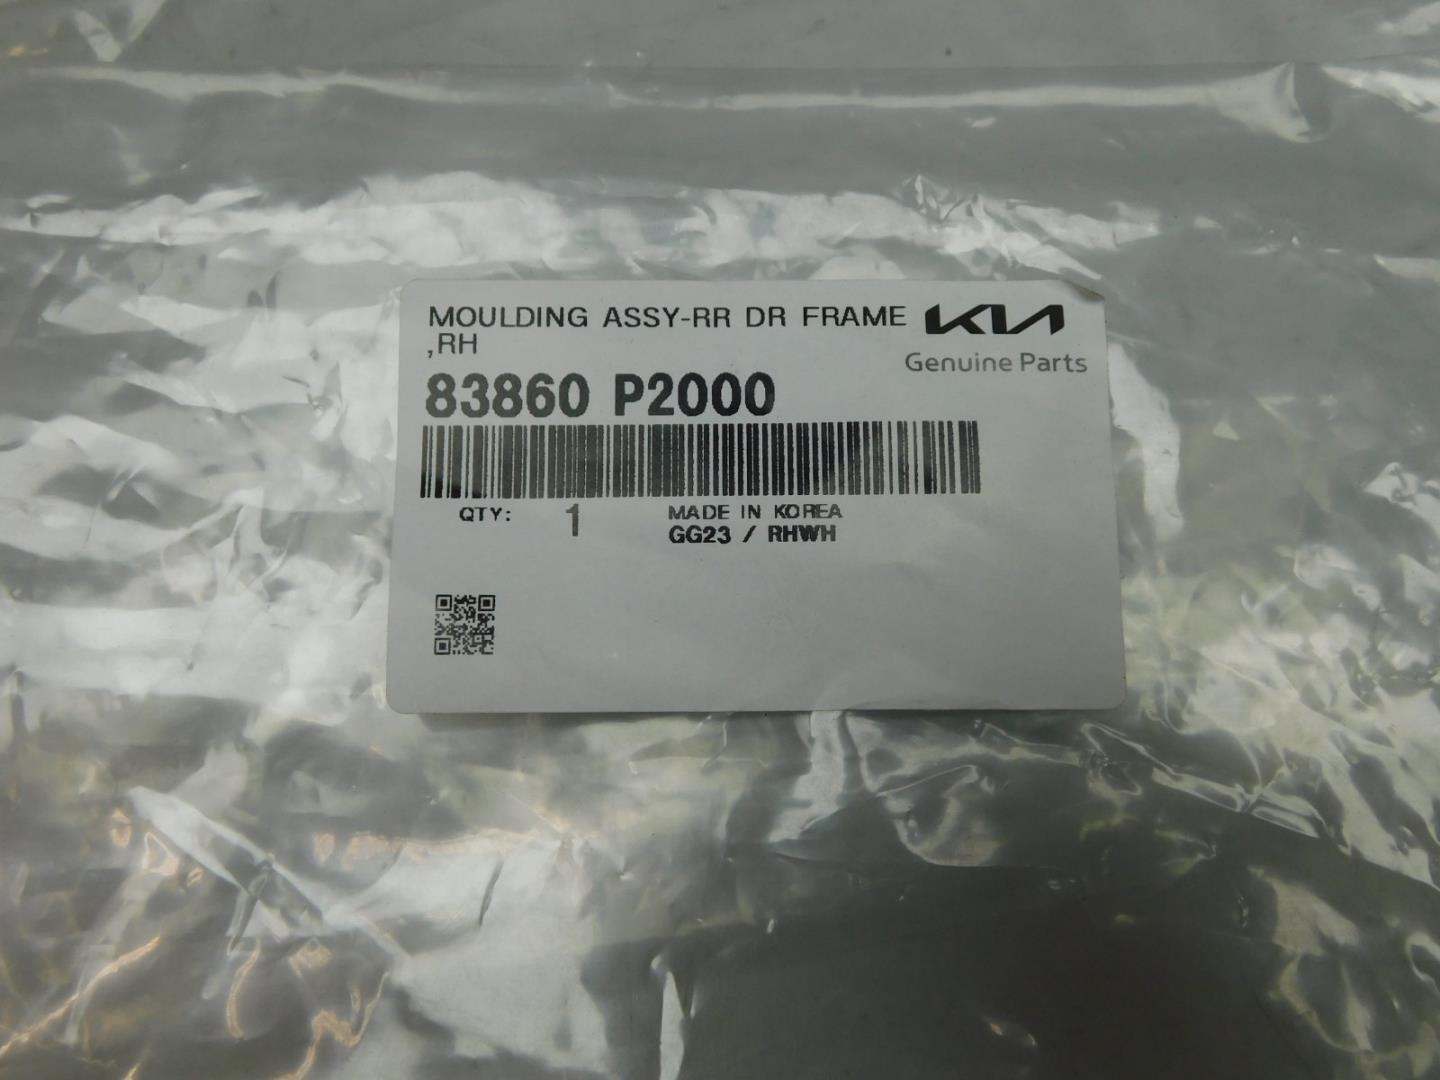 MOULDING ASSY-RR DR FRAME
,RH
KIA
Genuine Parts
83860 P2000
QTY: 1
MADE IN KOREA
GG23 / RHWH